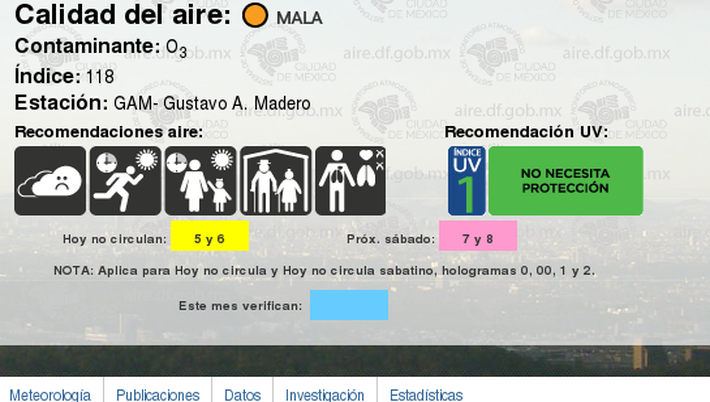 Calidad del aire: MALA
Contaminante: O3
Índice: 118
Estación: GAM- Gustavo A. Madero
Recomendaciones aire:
Recomendación UV:
ÍNDICE
UV
1
NO NECESITA
PROTECCIÓN
Hoy no circulan: 5 y 6
Próx. sábado: 7 y 8
NOTA: Aplica para Hoy no circula y Hoy no circula sabatino, hologramas 0, 00, 1 y 2.
Este mes verifican:
Meteorología Publicaciones Datos Investigación Estadísticas
aire.df.gob.mx
CIUDAD
DE MÉXICO